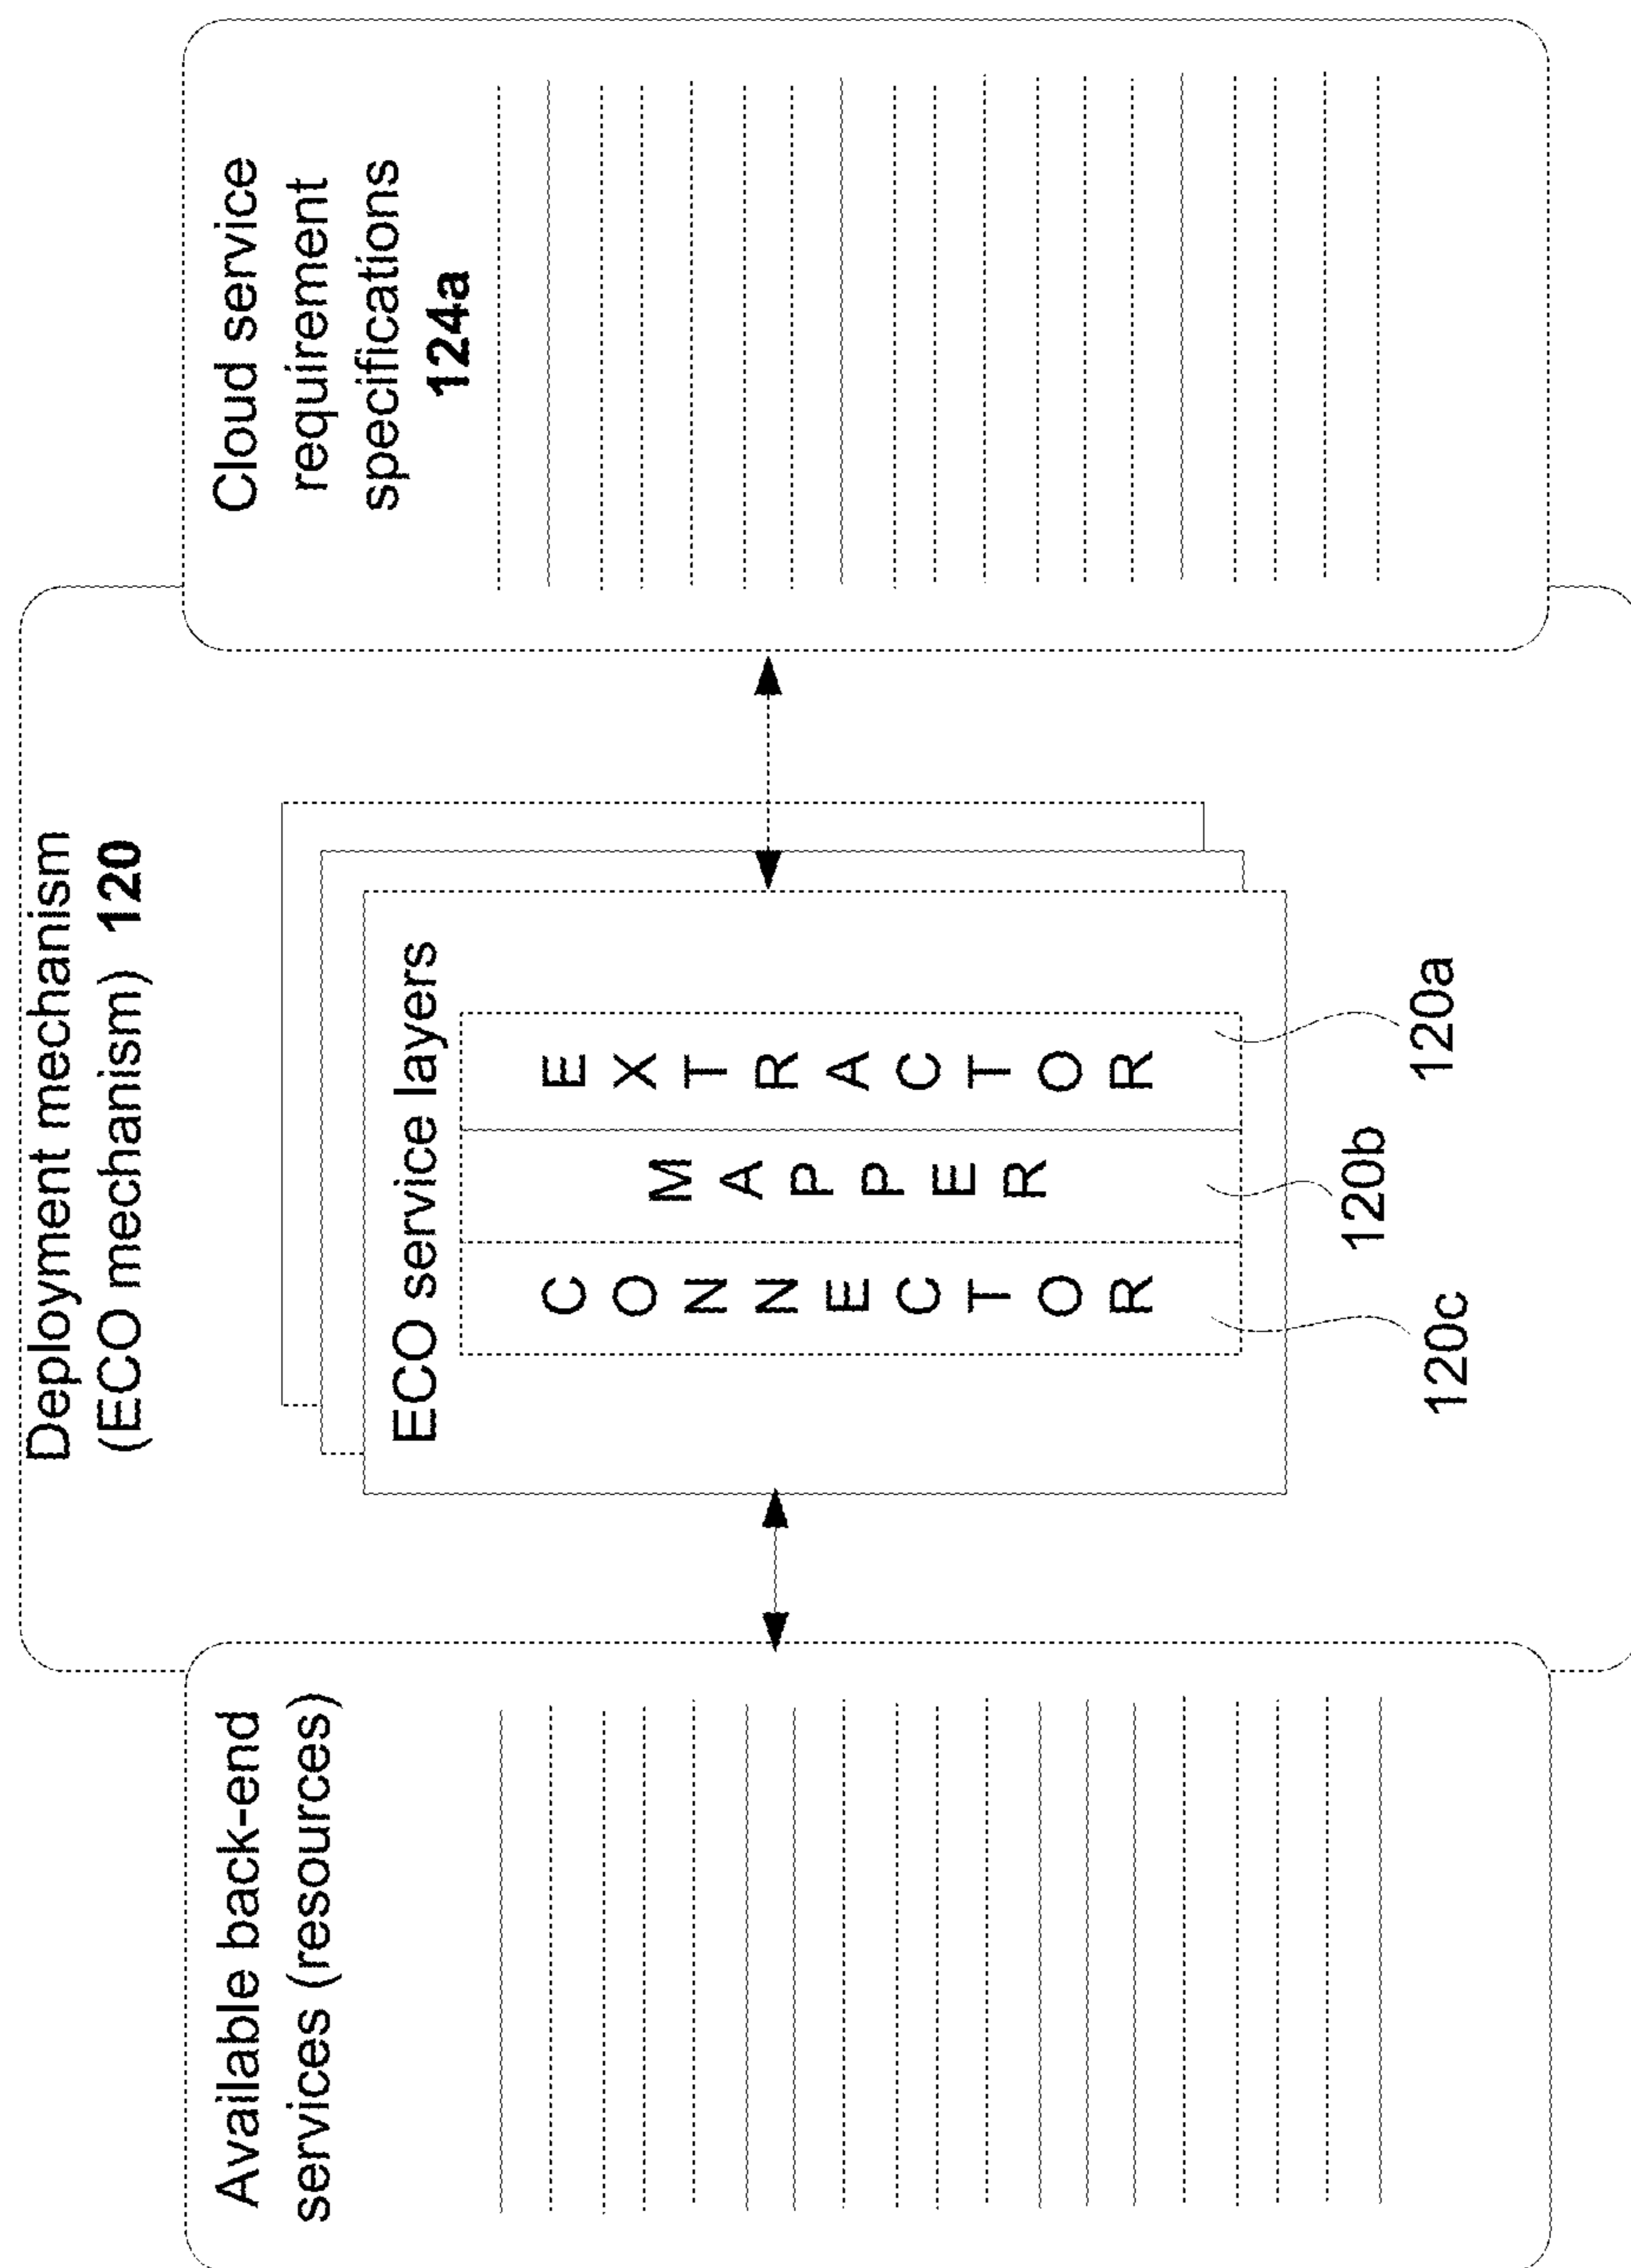 Deployment mechanism
(ECO mechanism) 120
Available back-end
services (resources)
ECO service layers
CONNECTOR
MAPPER
EXTRACTOR
120c
120b
120a
Cloud service
requirement
specifications
124a